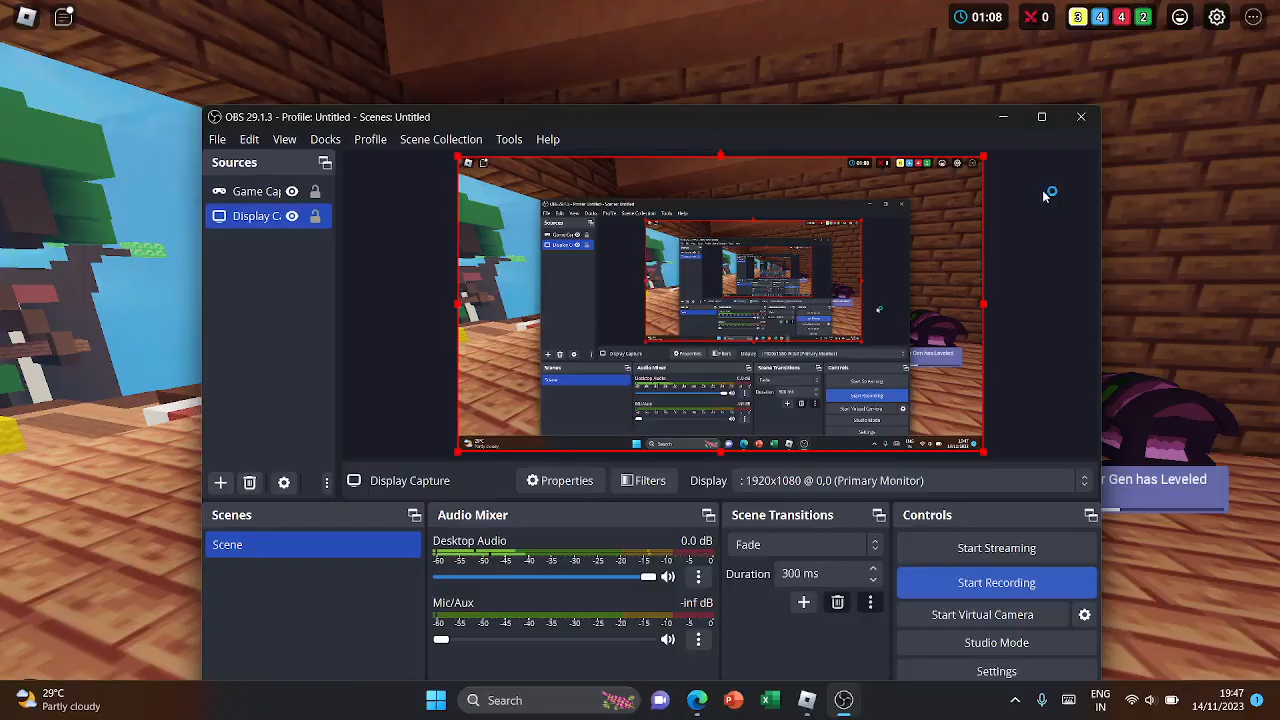 01:08
0
3 4 4 2
OBS 29.1.3 - Profile: Untitled - Scenes: Untitled
File Edit View Docks Profile Scene Collection Tools Help
Sources
Game Cap
Display C
Display Capture
Properties
Filters
Display
: 1920x1080 @ 0,0 (Primary Monitor)
Scenes
Scene
Audio Mixer
Desktop Audio
0.0 dB
-60 -55 -50 -45 -40 -35 -30 -25 -20 -15 -10 -5 0
Mic/Aux
-inf dB
-60 -55 -50 -45 -40 -35 -30 -25 -20 -15 -10 -5 0
Scene Transitions
Fade
Duration
300 ms
Controls
Start Streaming
Start Recording
Start Virtual Camera
Studio Mode
Settings
r Gen has Leveled
29°C
Partly cloudy
Search
ENG
IN
19:47
14/11/2023
1